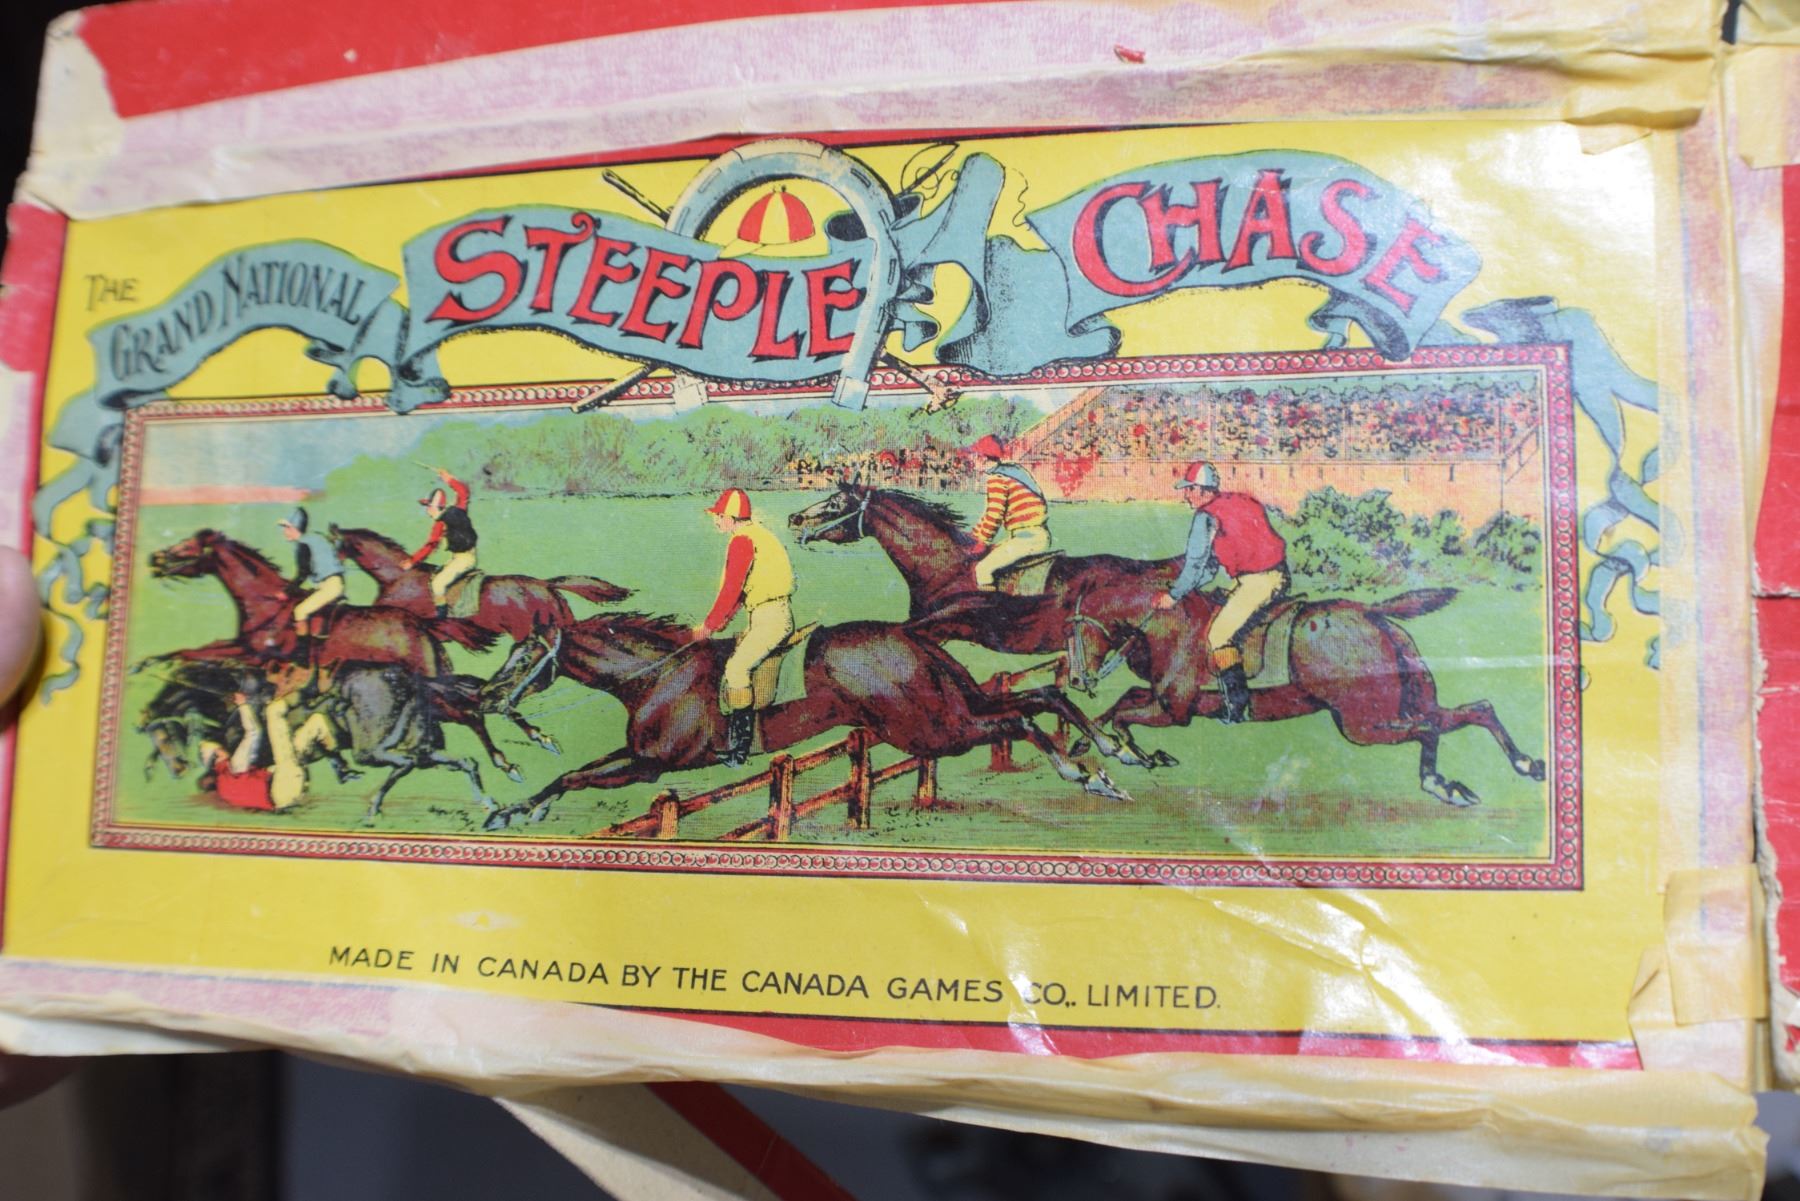 THE
GRAND NATIONAL
STEEPLE CHASE
MADE IN CANADA BY THE CANADA GAMES CO., LIMITED.